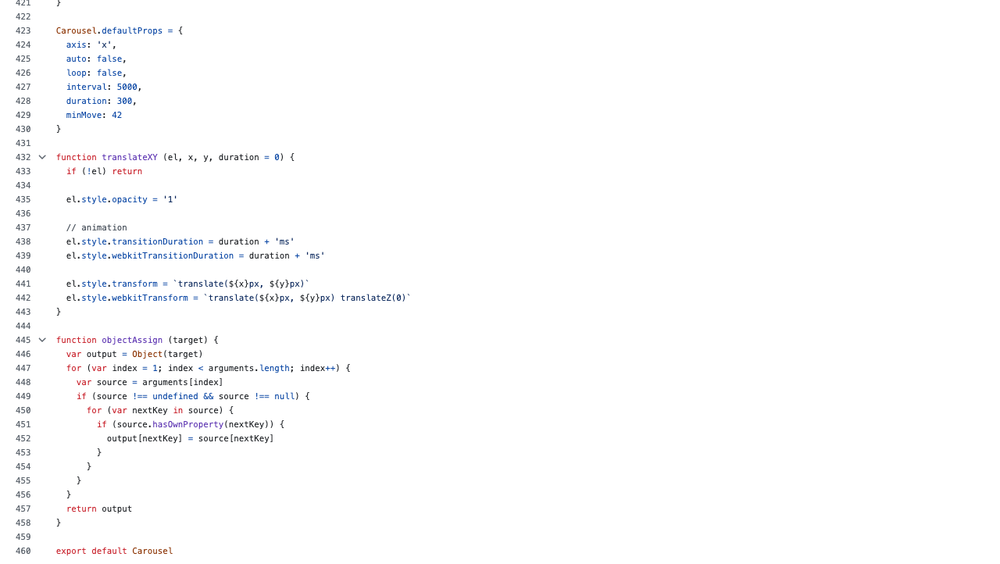 421 }
422
423 Carousel.defaultProps = {
424   axis: 'x',
425   auto: false,
426   loop: false,
427   interval: 5000,
428   duration: 300,
429   minMove: 42
430 }
431
432 function translateXY (el, x, y, duration = 0) {
433   if (!el) return
434
435   el.style.opacity = '1'
436
437   // animation
438   el.style.transitionDuration = duration + 'ms'
439   el.style.webkitTransitionDuration = duration + 'ms'
440
441   el.style.transform = `translate(${x}px, ${y}px)`
442   el.style.webkitTransform = `translate(${x}px, ${y}px) translateZ(0)`
443 }
444
445 function objectAssign (target) {
446   var output = Object(target)
447   for (var index = 1; index < arguments.length; index++) {
448     var source = arguments[index]
449     if (source !== undefined && source !== null) {
450       for (var nextKey in source) {
451         if (source.hasOwnProperty(nextKey)) {
452           output[nextKey] = source[nextKey]
453         }
454       }
455     }
456   }
457   return output
458 }
459
460 export default Carousel